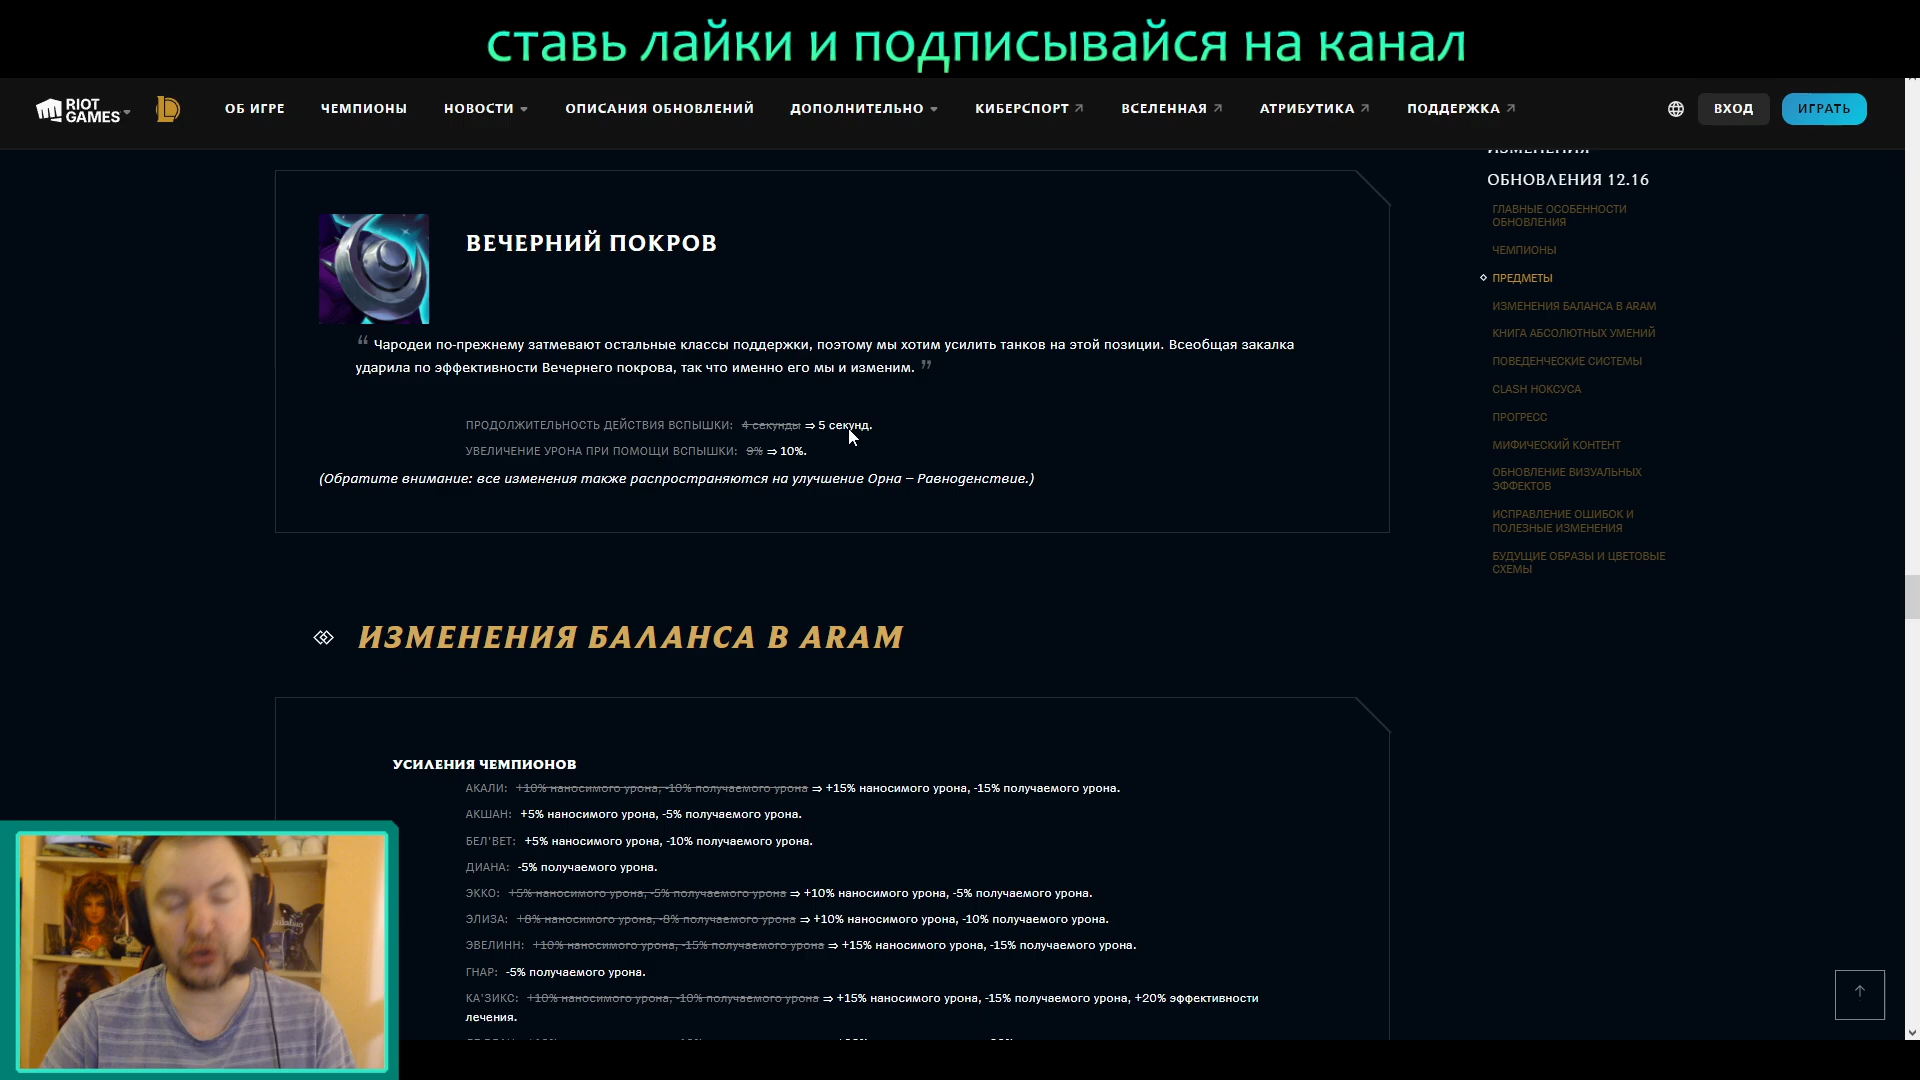 ставь лайки и подписывайся на канал
RIOT GAMES
ОБ ИГРЕ ЧЕМПИОНЫ НОВОСТИ ОПИСАНИЯ ОБНОВЛЕНИЙ ДОПОЛНИТЕЛЬНО КИБЕРСПОРТ ВСЕЛЕННАЯ АТРИБУТИКА ПОДДЕРЖКА ВХОД ИГРАТЬ
ВЕЧЕРНИЙ ПОКРОВ
“ Чародеи по-прежнему затмевают остальные классы поддержки, поэтому мы хотим усилить танков на этой позиции. Всеобщая закалка
ударила по эффективности Вечернего покрова, так что именно его мы и изменим. ”
ПРОДОЛЖИТЕЛЬНОСТЬ ДЕЙСТВИЯ ВСПЫШКИ: 4 секунды ⇒ 5 секунд.
УВЕЛИЧЕНИЕ УРОНА ПРИ ПОМОЩИ ВСПЫШКИ: 9% ⇒ 10%.
(Обратите внимание: все изменения также распространяются на улучшение Орна – Равноденствие.)
ИЗМЕНЕНИЯ БАЛАНСА В ARAM
УСИЛЕНИЯ ЧЕМПИОНОВ
АКАЛИ: +10% наносимого урона, -10% получаемого урона ⇒ +15% наносимого урона, -15% получаемого урона.
АКШАН: +5% наносимого урона, -5% получаемого урона.
БЕЛ'ВЕТ: +5% наносимого урона, -10% получаемого урона.
ДИАНА: -5% получаемого урона.
ЭККО: +5% наносимого урона, -5% получаемого урона ⇒ +10% наносимого урона, -5% получаемого урона.
ЭЛИЗА: +8% наносимого урона, -8% получаемого урона ⇒ +10% наносимого урона, -10% получаемого урона.
ЭВЕЛИНН: +10% наносимого урона, -15% получаемого урона ⇒ +15% наносимого урона, -15% получаемого урона.
ГНАР: -5% получаемого урона.
КА'ЗИКС: +10% наносимого урона, -10% получаемого урона ⇒ +15% наносимого урона, -15% получаемого урона, +20% эффективности
лечения.
ИЗМЕНЕНИЯ
ОБНОВЛЕНИЯ 12.16
ГЛАВНЫЕ ОСОБЕННОСТИ
ОБНОВЛЕНИЯ
ЧЕМПИОНЫ
ПРЕДМЕТЫ
ИЗМЕНЕНИЯ БАЛАНСА В ARAM
КНИГА АБСОЛЮТНЫХ УМЕНИЙ
ПОВЕДЕНЧЕСКИЕ СИСТЕМЫ
CLASH НОКСУСА
ПРОГРЕСС
МИФИЧЕСКИЙ КОНТЕНТ
ОБНОВЛЕНИЕ ВИЗУАЛЬНЫХ
ЭФФЕКТОВ
ИСПРАВЛЕНИЕ ОШИБОК И
ПОЛЕЗНЫЕ ИЗМЕНЕНИЯ
БУДУЩИЕ ОБРАЗЫ И ЦВЕТОВЫЕ
СХЕМЫ